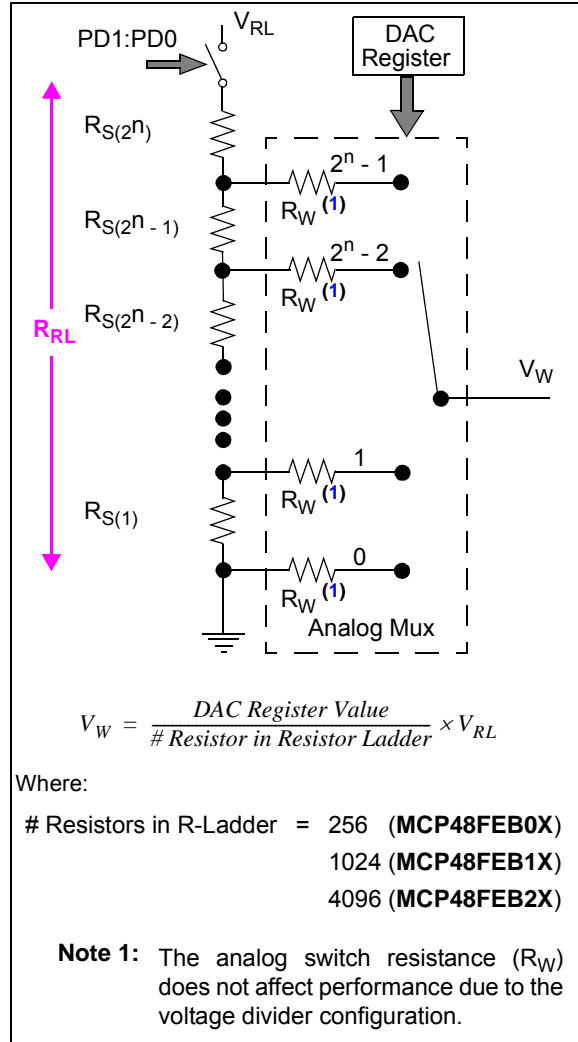 PD1:PD0
V_RL
DAC
Register
R_S(2^n)
2^n - 1
R_W (1)
R_S(2^n - 1)
2^n - 2
R_W (1)
R_S(2^n - 2)
R_RL
V_W
1
R_W (1)
R_S(1)
0
R_W (1)
Analog Mux
V_W = DAC Register Value / # Resistor in Resistor Ladder × V_RL
Where:
# Resistors in R-Ladder = 256 (MCP48FEB0X)
1024 (MCP48FEB1X)
4096 (MCP48FEB2X)
Note 1: The analog switch resistance (R_W)
does not affect performance due to the
voltage divider configuration.